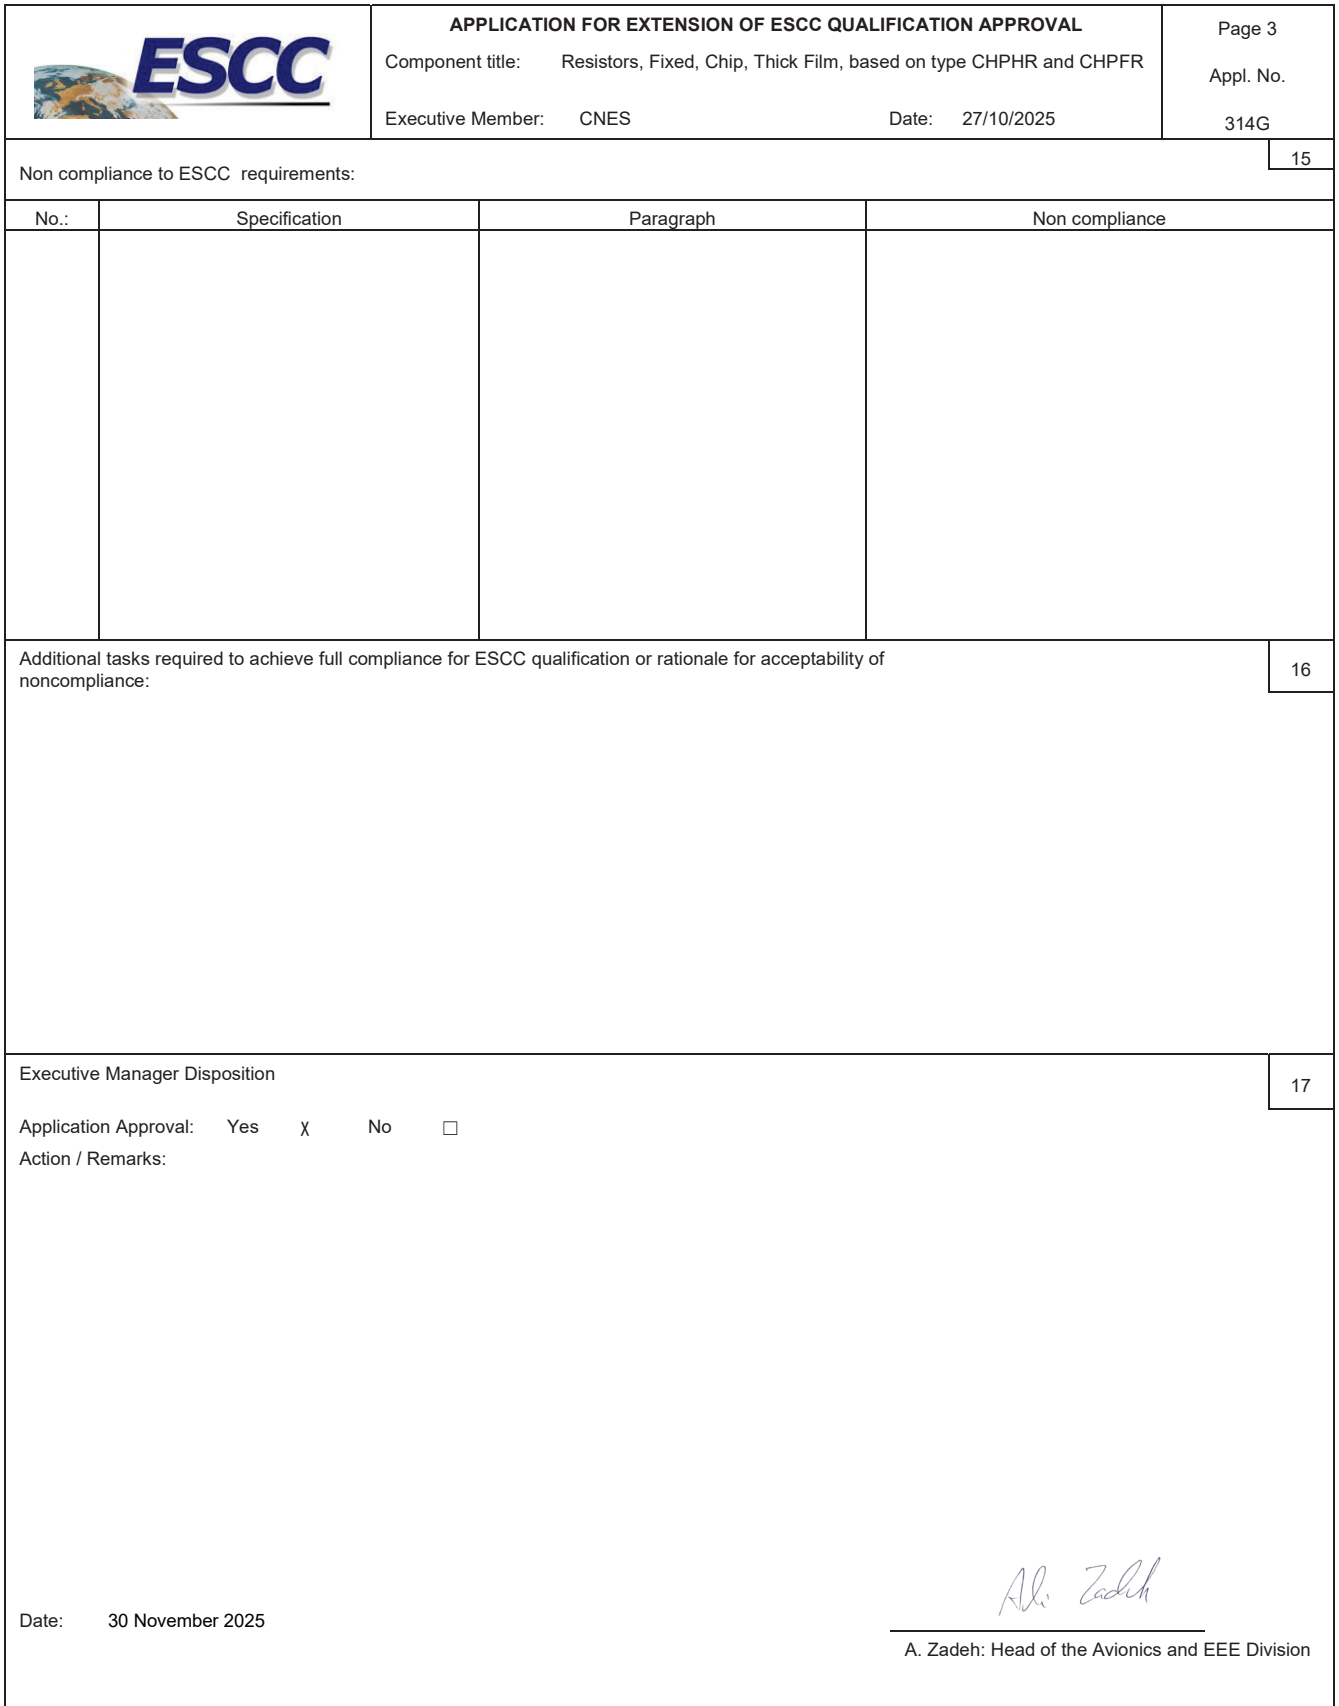 ESCC
APPLICATION FOR EXTENSION OF ESCC QUALIFICATION APPROVAL
Component title: Resistors, Fixed, Chip, Thick Film, based on type CHPHR and CHPFR
Executive Member: CNES Date: 27/10/2025
Page 3
Appl. No.
314G
Non compliance to ESCC requirements:
15
No.: Specification Paragraph Non compliance
Additional tasks required to achieve full compliance for ESCC qualification or rationale for acceptability of
noncompliance:
16
Executive Manager Disposition
17
Application Approval: Yes X No ☐
Action / Remarks:
Ali Zadeh
Date: 30 November 2025
A. Zadeh: Head of the Avionics and EEE Division